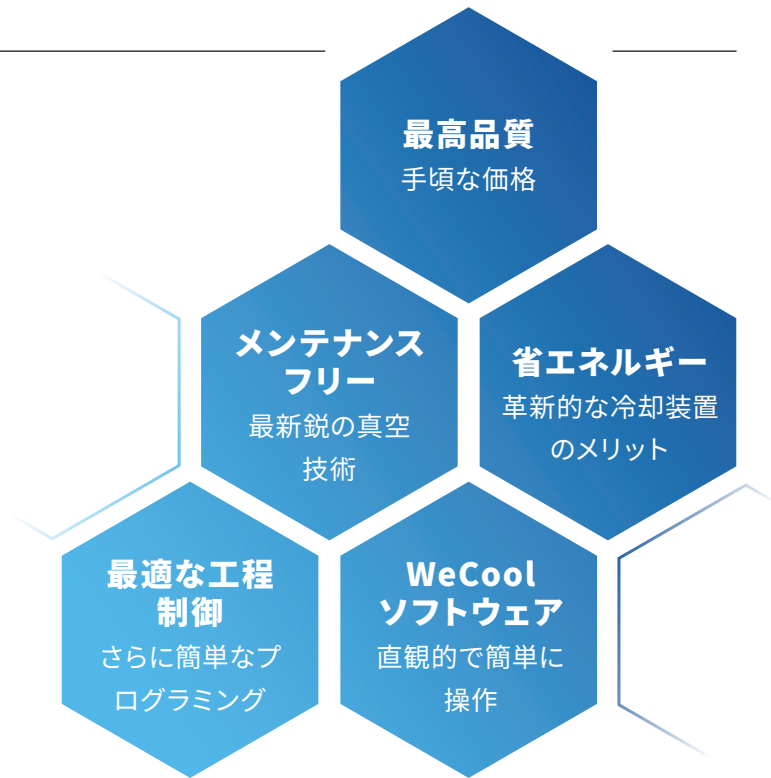 最高品質
手頃な価格
メンテナンス
フリー
最新鋭の真空
技術
省エネルギー
革新的な冷却装置
のメリット
最適な工程
制御
さらに簡単なプ
ログラミング
WeCool
ソフトウェア
直観的で簡単に
操作